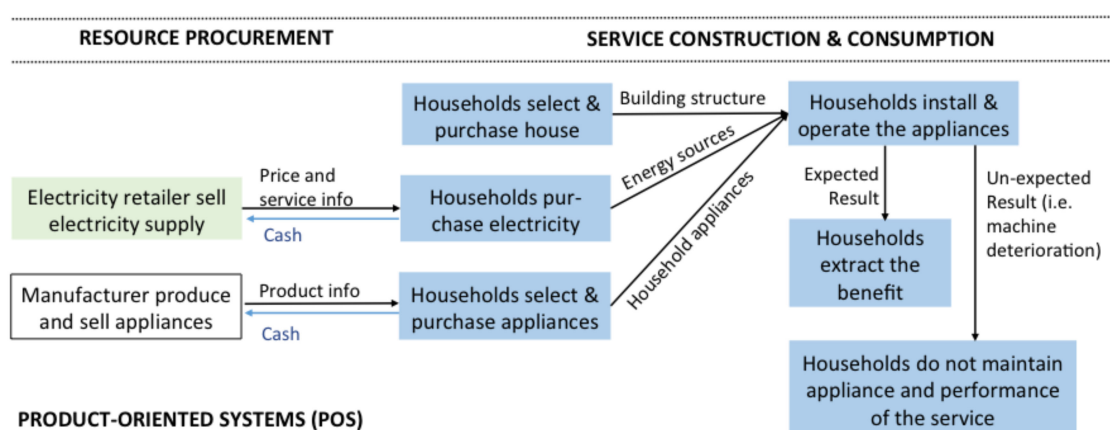 RESOURCE PROCUREMENT
SERVICE CONSTRUCTION & CONSUMPTION
Households select &
purchase house
Building structure
Households install &
operate the appliances
Electricity retailer sell
electricity supply
Price and
service info
Cash
Households pur-
chase electricity
Energy sources
Expected
Result
Un-expected
Result (i.e.
machine
deterioration)
Households
extract the
benefit
Manufacturer produce
and sell appliances
Product info
Cash
Households select &
purchase appliances
Household appliances
Households do not maintain
appliance and performance
of the service
PRODUCT-ORIENTED SYSTEMS (POS)